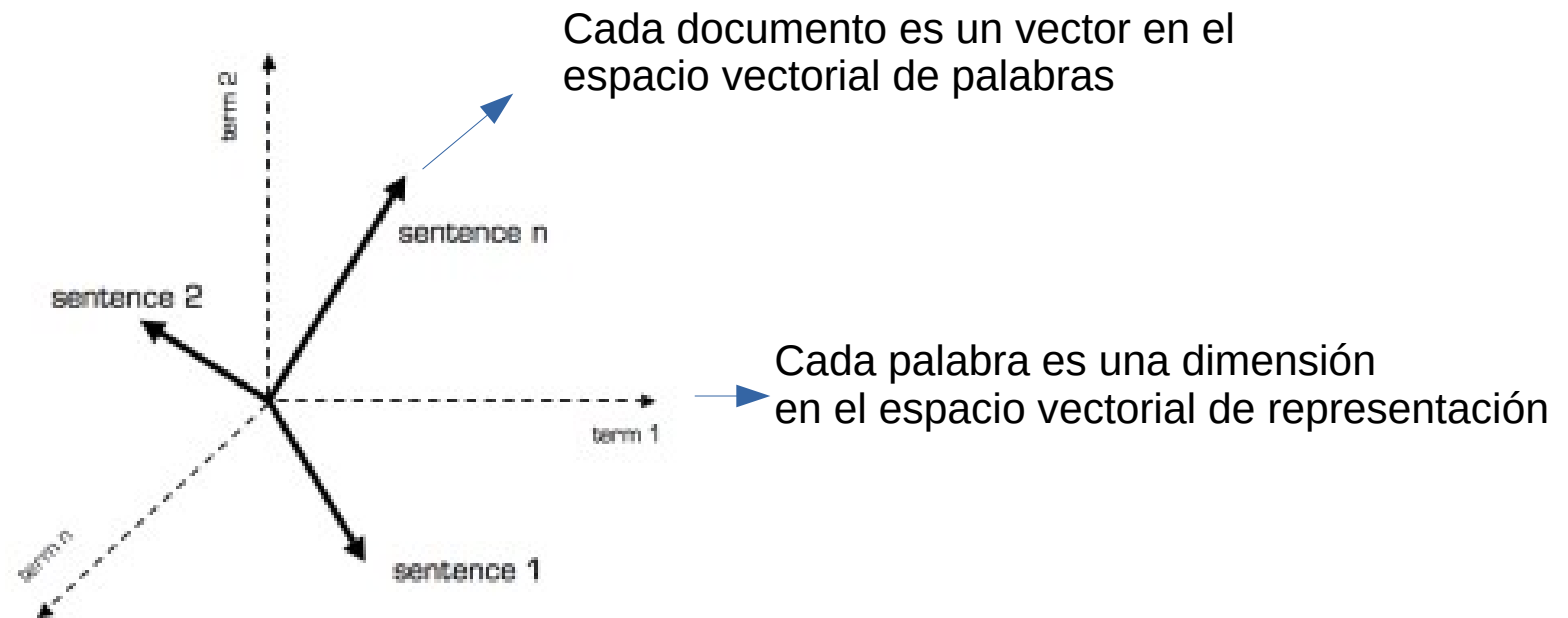 Cada documento es un vector en el
espacio vectorial de palabras
term 2
sentence n
sentence 2
Cada palabra es una dimensión
en el espacio vectorial de representación
term 1
term n
sentence 1